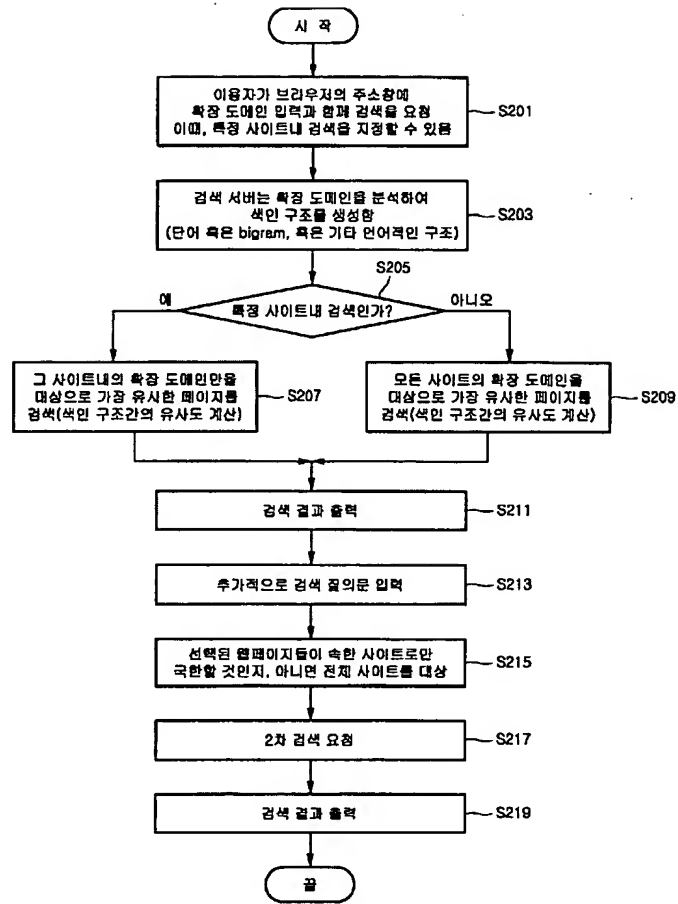 시 작
이용자가 브라우저의 주소창에
확장 도메인 입력과 함께 검색을 요청
이때, 특정 사이트내 검색을 지정할 수 있음
S201
검색 서버는 확장 도메인을 분석하여
색인 구조를 생성함
(단어 혹은 bigram, 혹은 기타 언어적인 구조)
S203
S205
예
특정 사이트내 검색인가?
아니오
그 사이트내의 확장 도메인만을
대상으로 가장 유사한 페이지를
검색(색인 구조간의 유사도 계산)
S207
모든 사이트의 확장 도메인을
대상으로 가장 유사한 페이지를
검색(색인 구조간의 유사도 계산)
S209
검색 결과 출력
S211
추가적으로 검색 질의문 입력
S213
선택된 웹페이지들이 속한 사이트로만
국한할 것인지, 아니면 전체 사이트를 대상
S215
2차 검색 요청
S217
검색 결과 출력
S219
끝